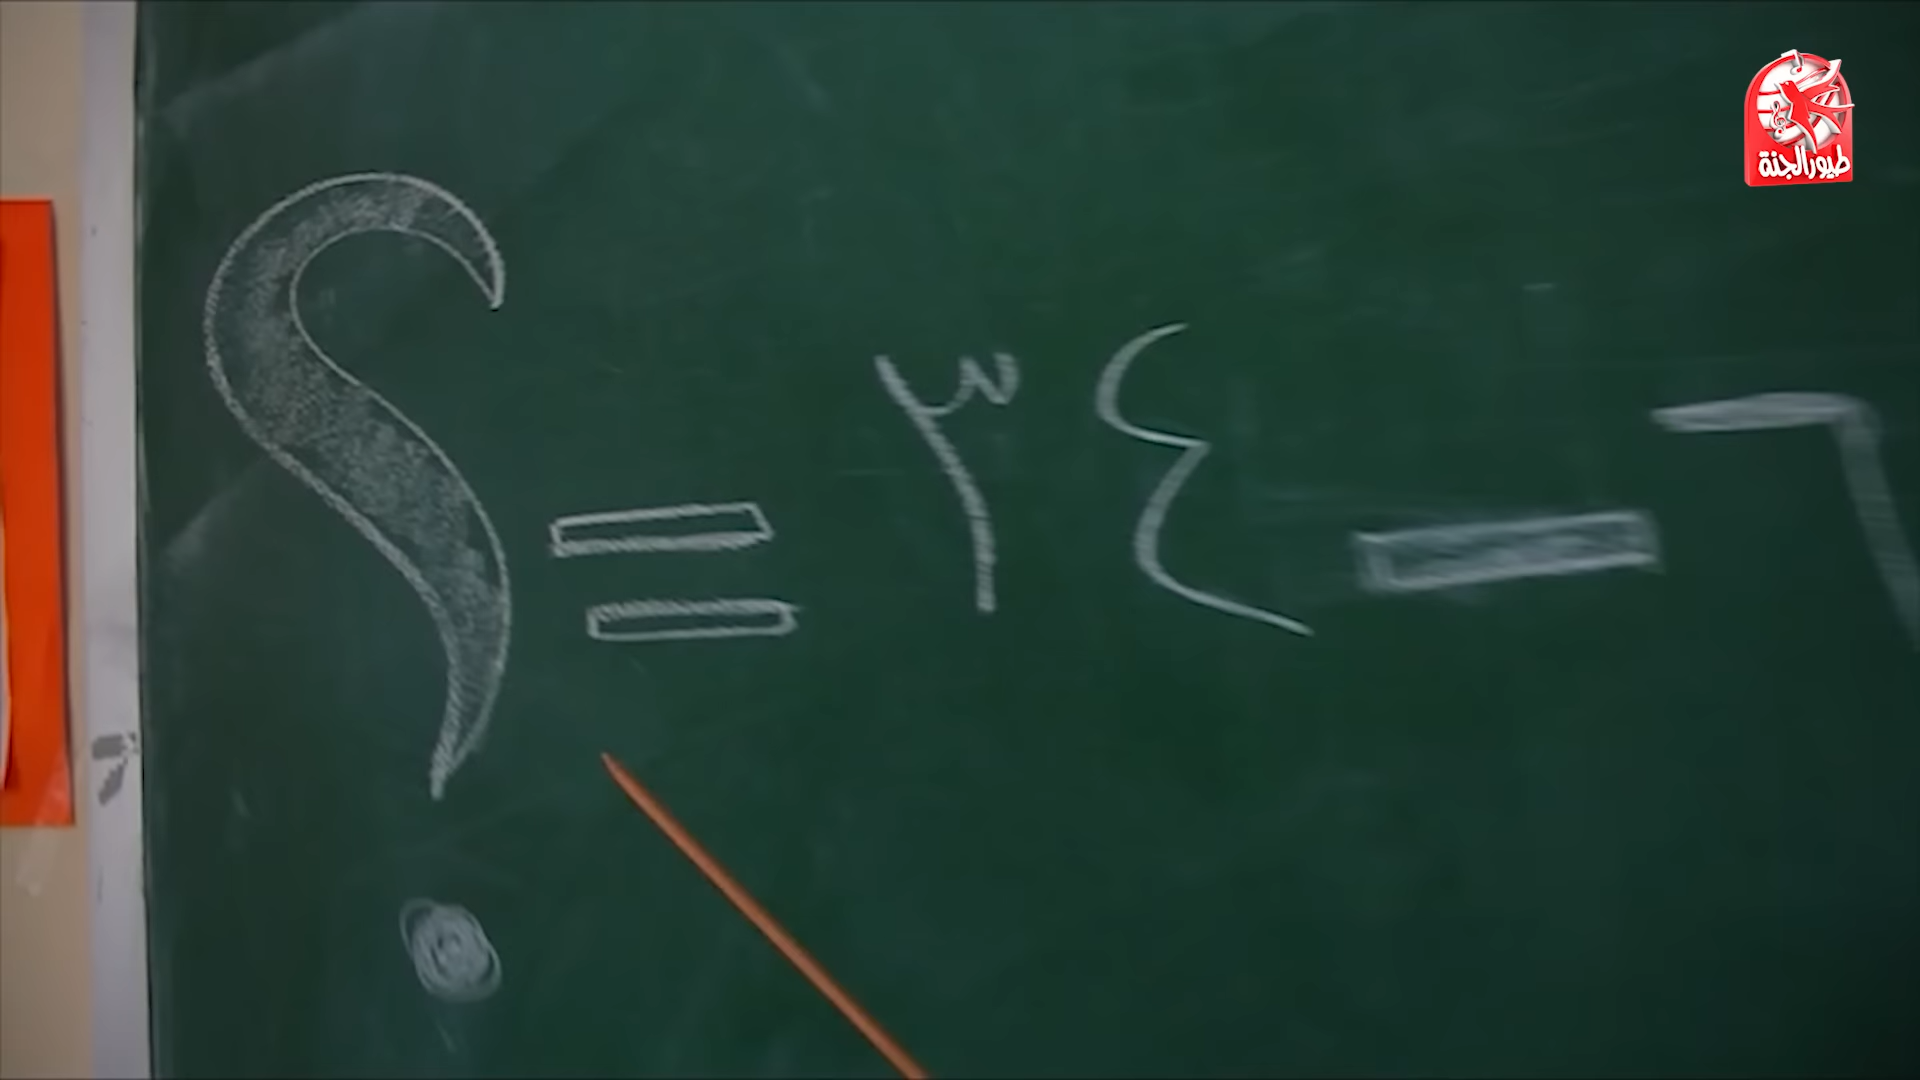 طيور الجنة
٦ - ٣٤ = ؟